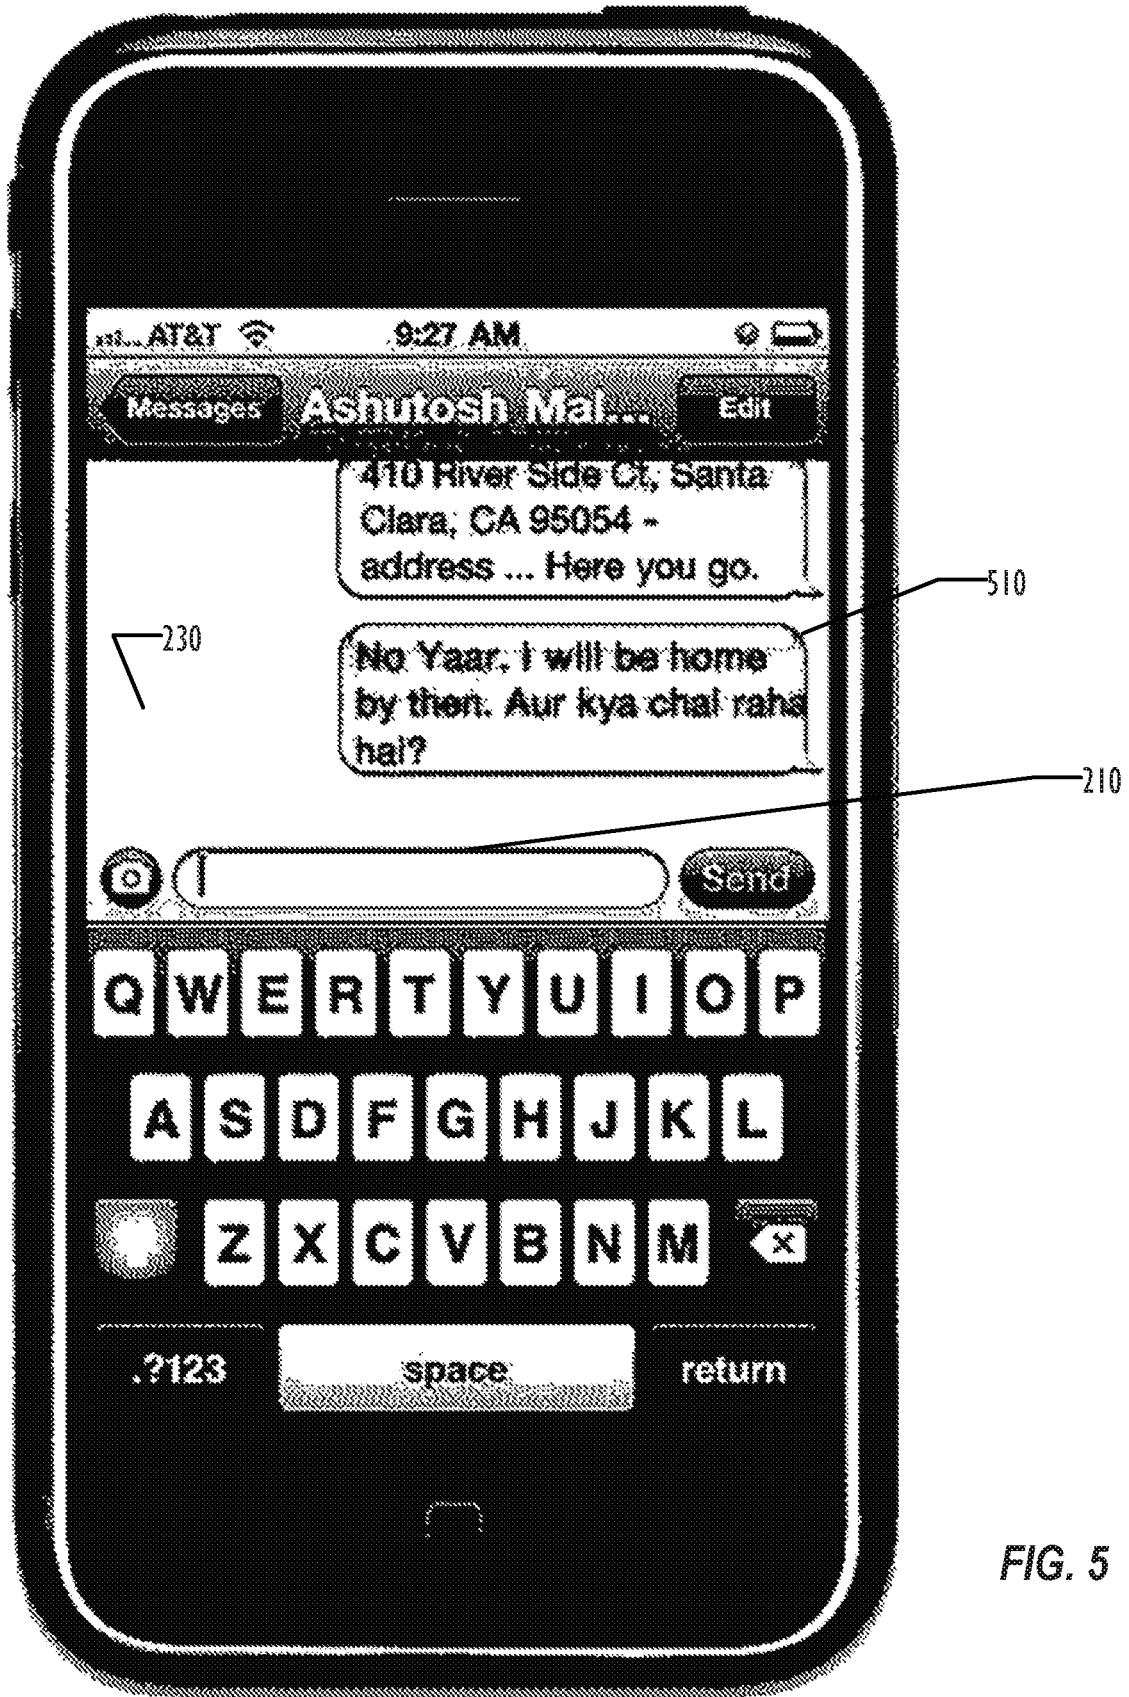 AT&T 9:27 AM
Messages Ashutosh Mal... Edit
410 River Side Ct, Santa
Clara, CA 95054 -
address ... Here you go.
510
230
No Yaar. I will be home
by then. Aur kya chal raha
hai?
210
Send
Q W E R T Y U I O P
A S D F G H J K L
Z X C V B N M
.?123 space return
FIG. 5